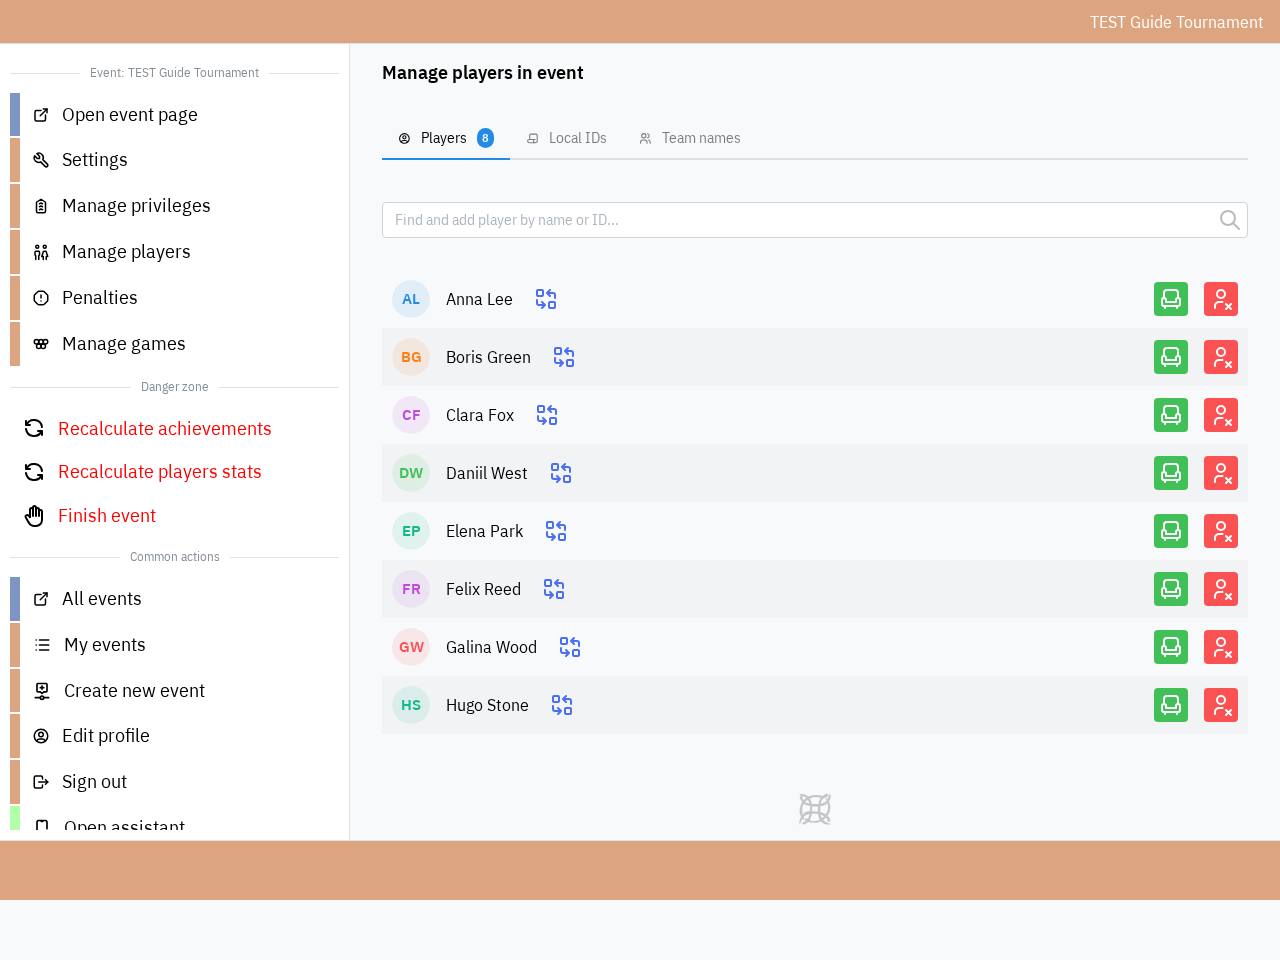 TEST Guide Tournament
Event: TEST Guide Tournament
Open event page
Settings
Manage privileges
Manage players
Penalties
Manage games
Danger zone
Recalculate achievements
Recalculate players stats
Finish event
Common actions
All events
My events
Create new event
Edit profile
Sign out
Open assistant
Manage players in event
Players 8 Local IDs Team names
Find and add player by name or ID...
AL Anna Lee
BG Boris Green
CF Clara Fox
DW Daniil West
EP Elena Park
FR Felix Reed
GW Galina Wood
HS Hugo Stone